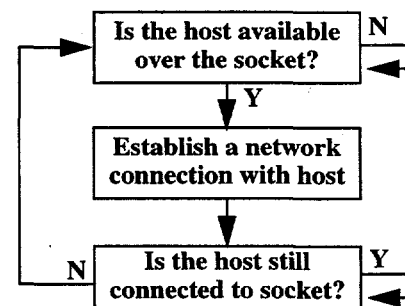 Is the host available
over the socket?
N
Y
Establish a network
connection with host
N
Is the host still
connected to socket?
Y